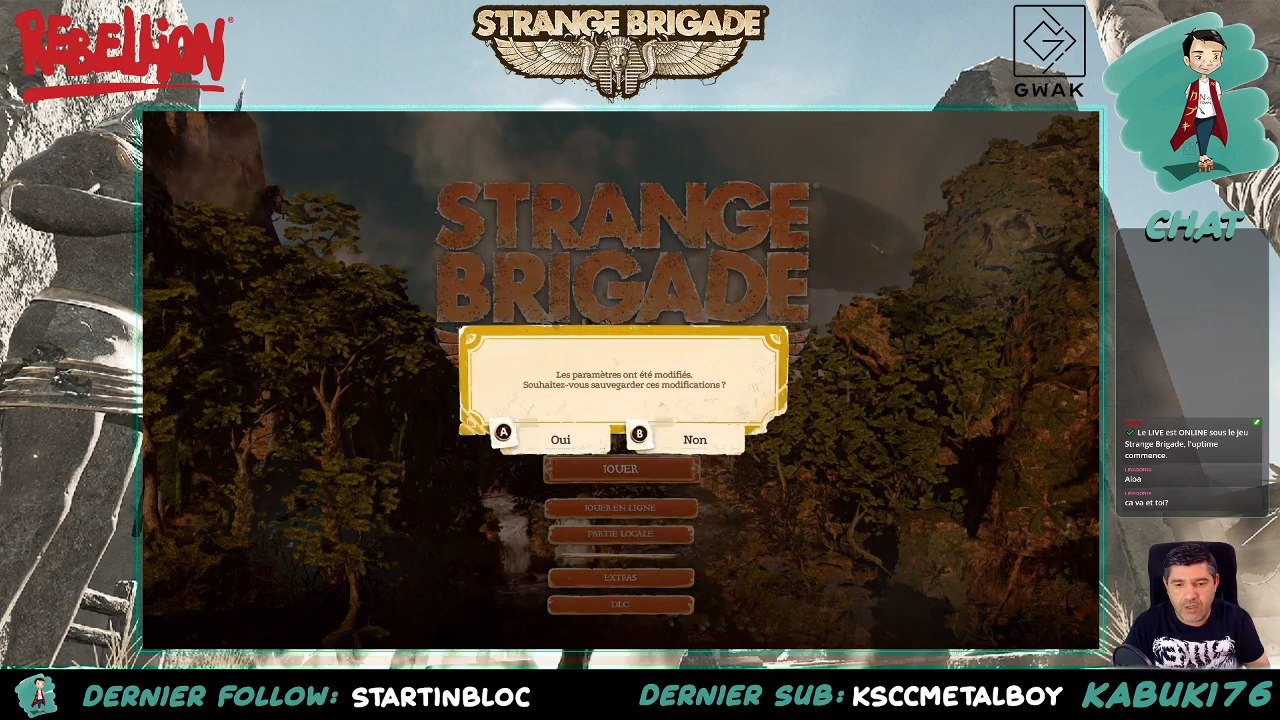 REBELLION
STRANGE BRIGADE
GWAK
CHAT
STRANGE
BRIGADE
Les paramètres ont été modifiés.
Souhaitez-vous sauvegarder ces modifications ?
A Oui
B Non
JOUER
JOUER EN LIGNE
PARTIE LOCALE
EXTRAS
DLC
Le LIVE est ONLINE sous le jeu
Strange Brigade, l'uptime
commence.
LINADORIA
Aloa
LINADORIA
ca va et toi?
DERNIER FOLLOW: STARTINBLOC
DERNIER SUB: KSCCMETALBOY
KABUKI76